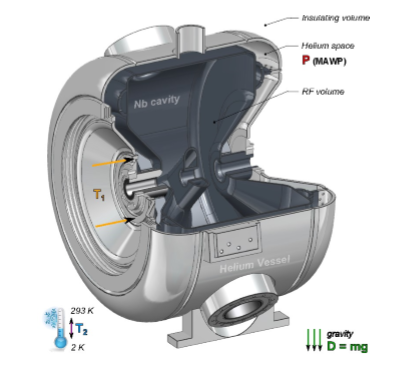 Insulating volume
Helium space
P (MAWP)
Nb cavity
RF volume
T1
Helium Vessel
293 K
T2
2 K
gravity
D = mg